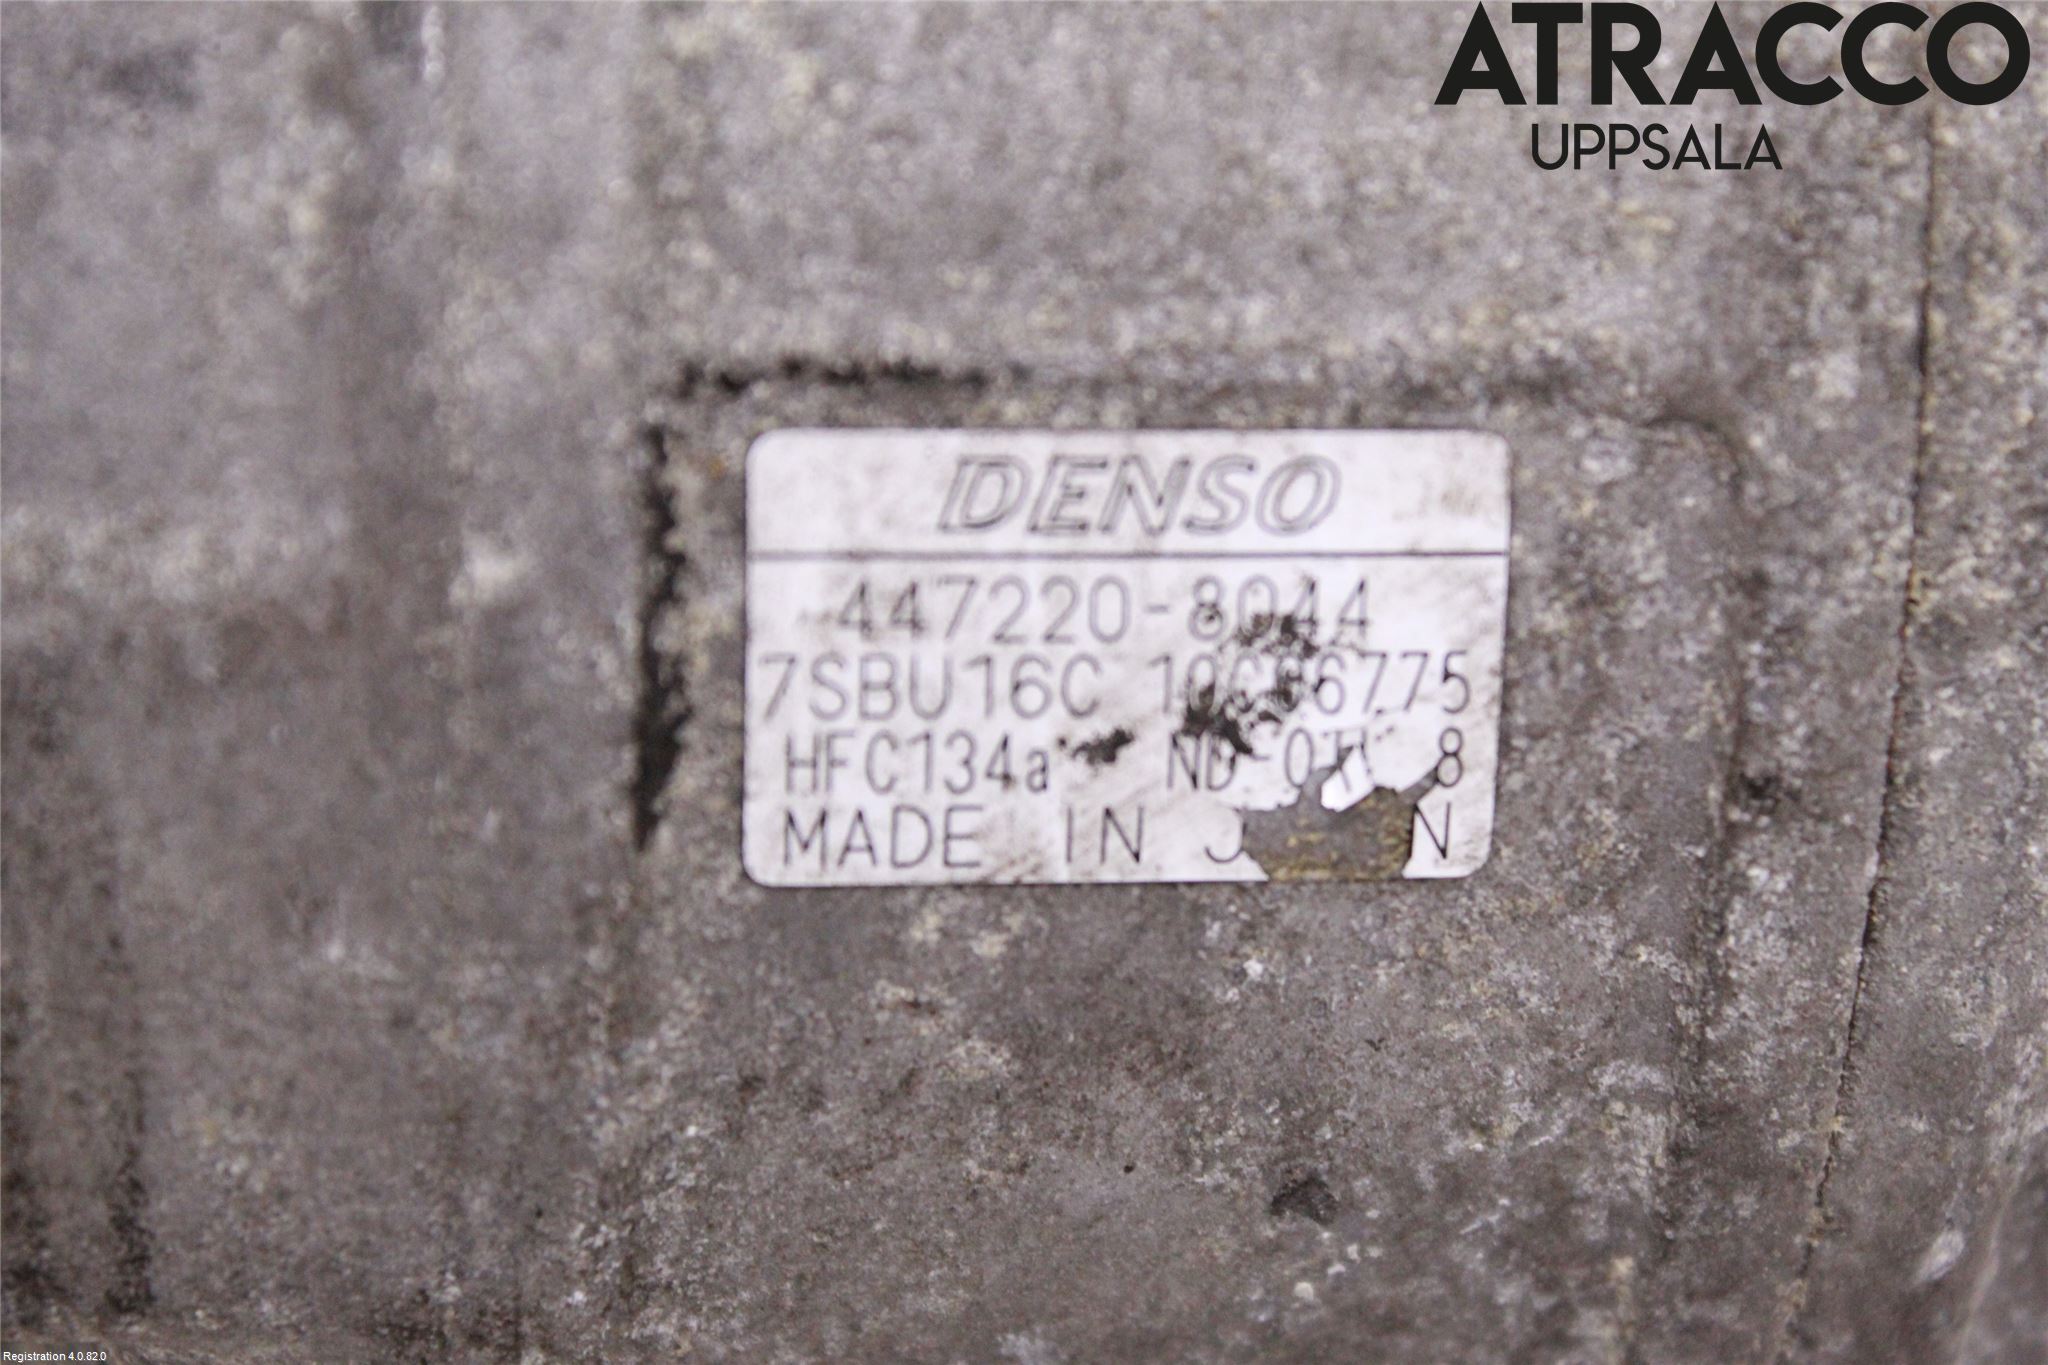 ATRACCO
UPPSALA
DENSO
447220-8044
7SBU16C
HFC134a
MADE IN
Registration 4.0.82.0